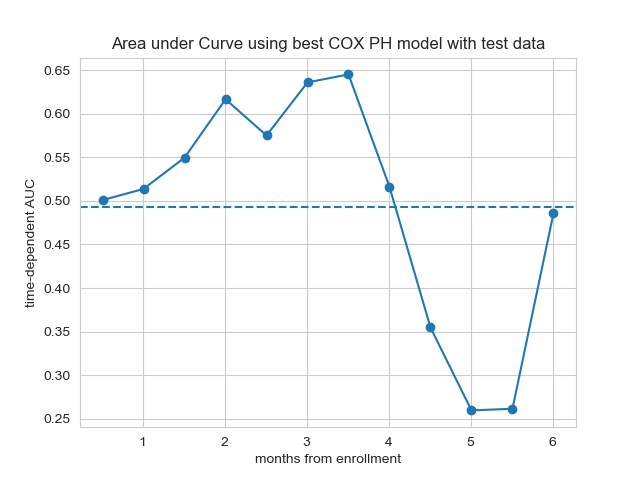 Area under Curve using best COX PH model with test data
time-dependent AUC
0.65
0.60
0.55
0.50
0.45
0.40
0.35
0.30
0.25
1 2 3 4 5 6
months from enrollment